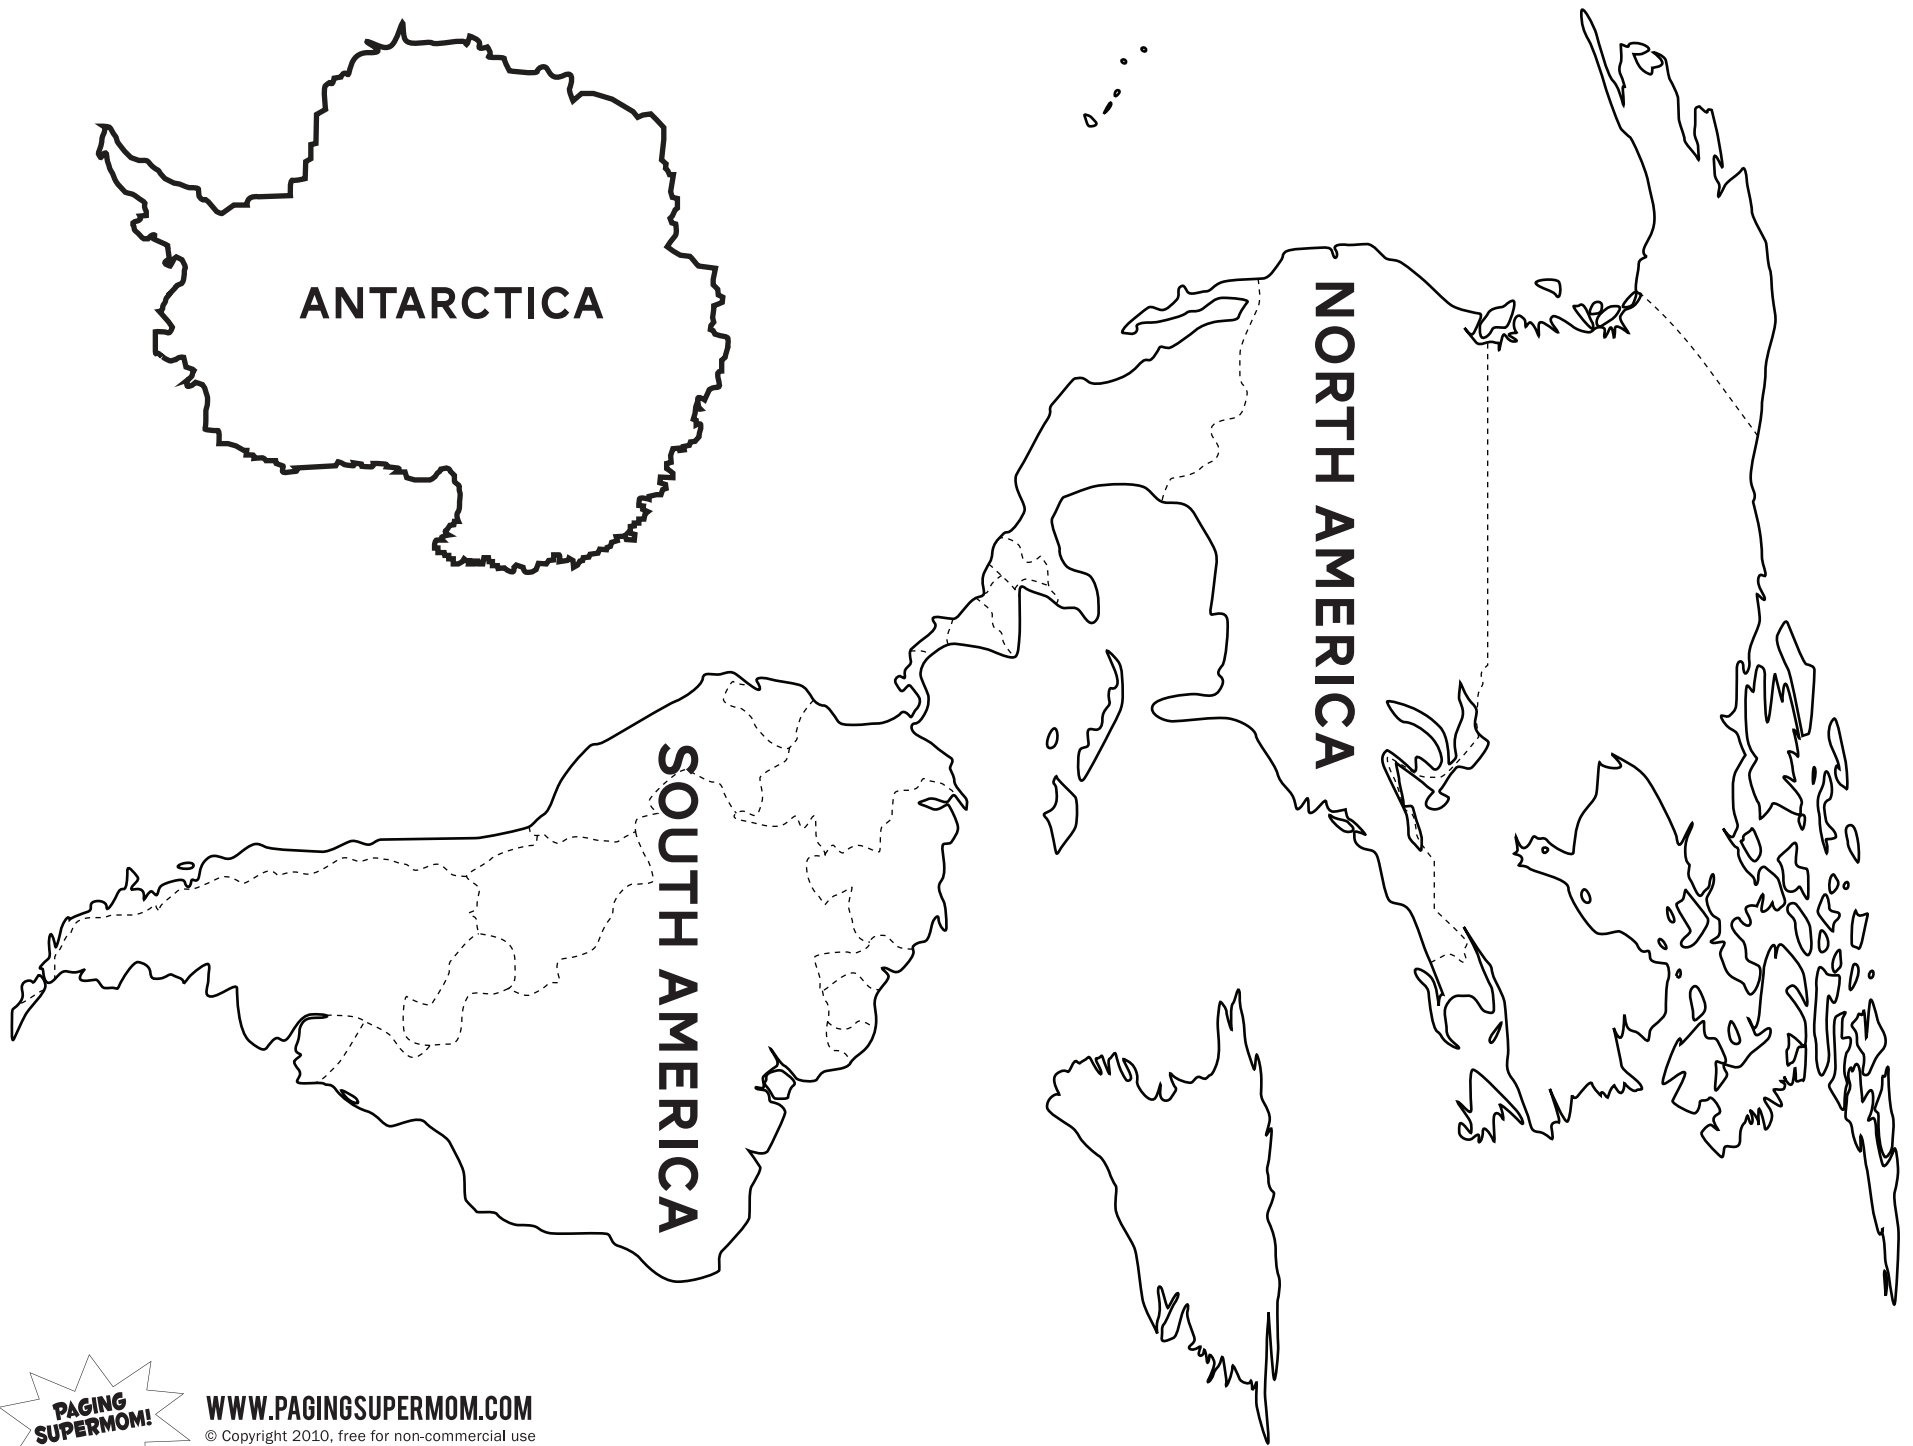 ANTARCTICA
NORTH AMERICA
SOUTH AMERICA
PAGING
SUPERMOM!
WWW.PAGINGSUPERMOM.COM
© Copyright 2010, free for non-commercial use